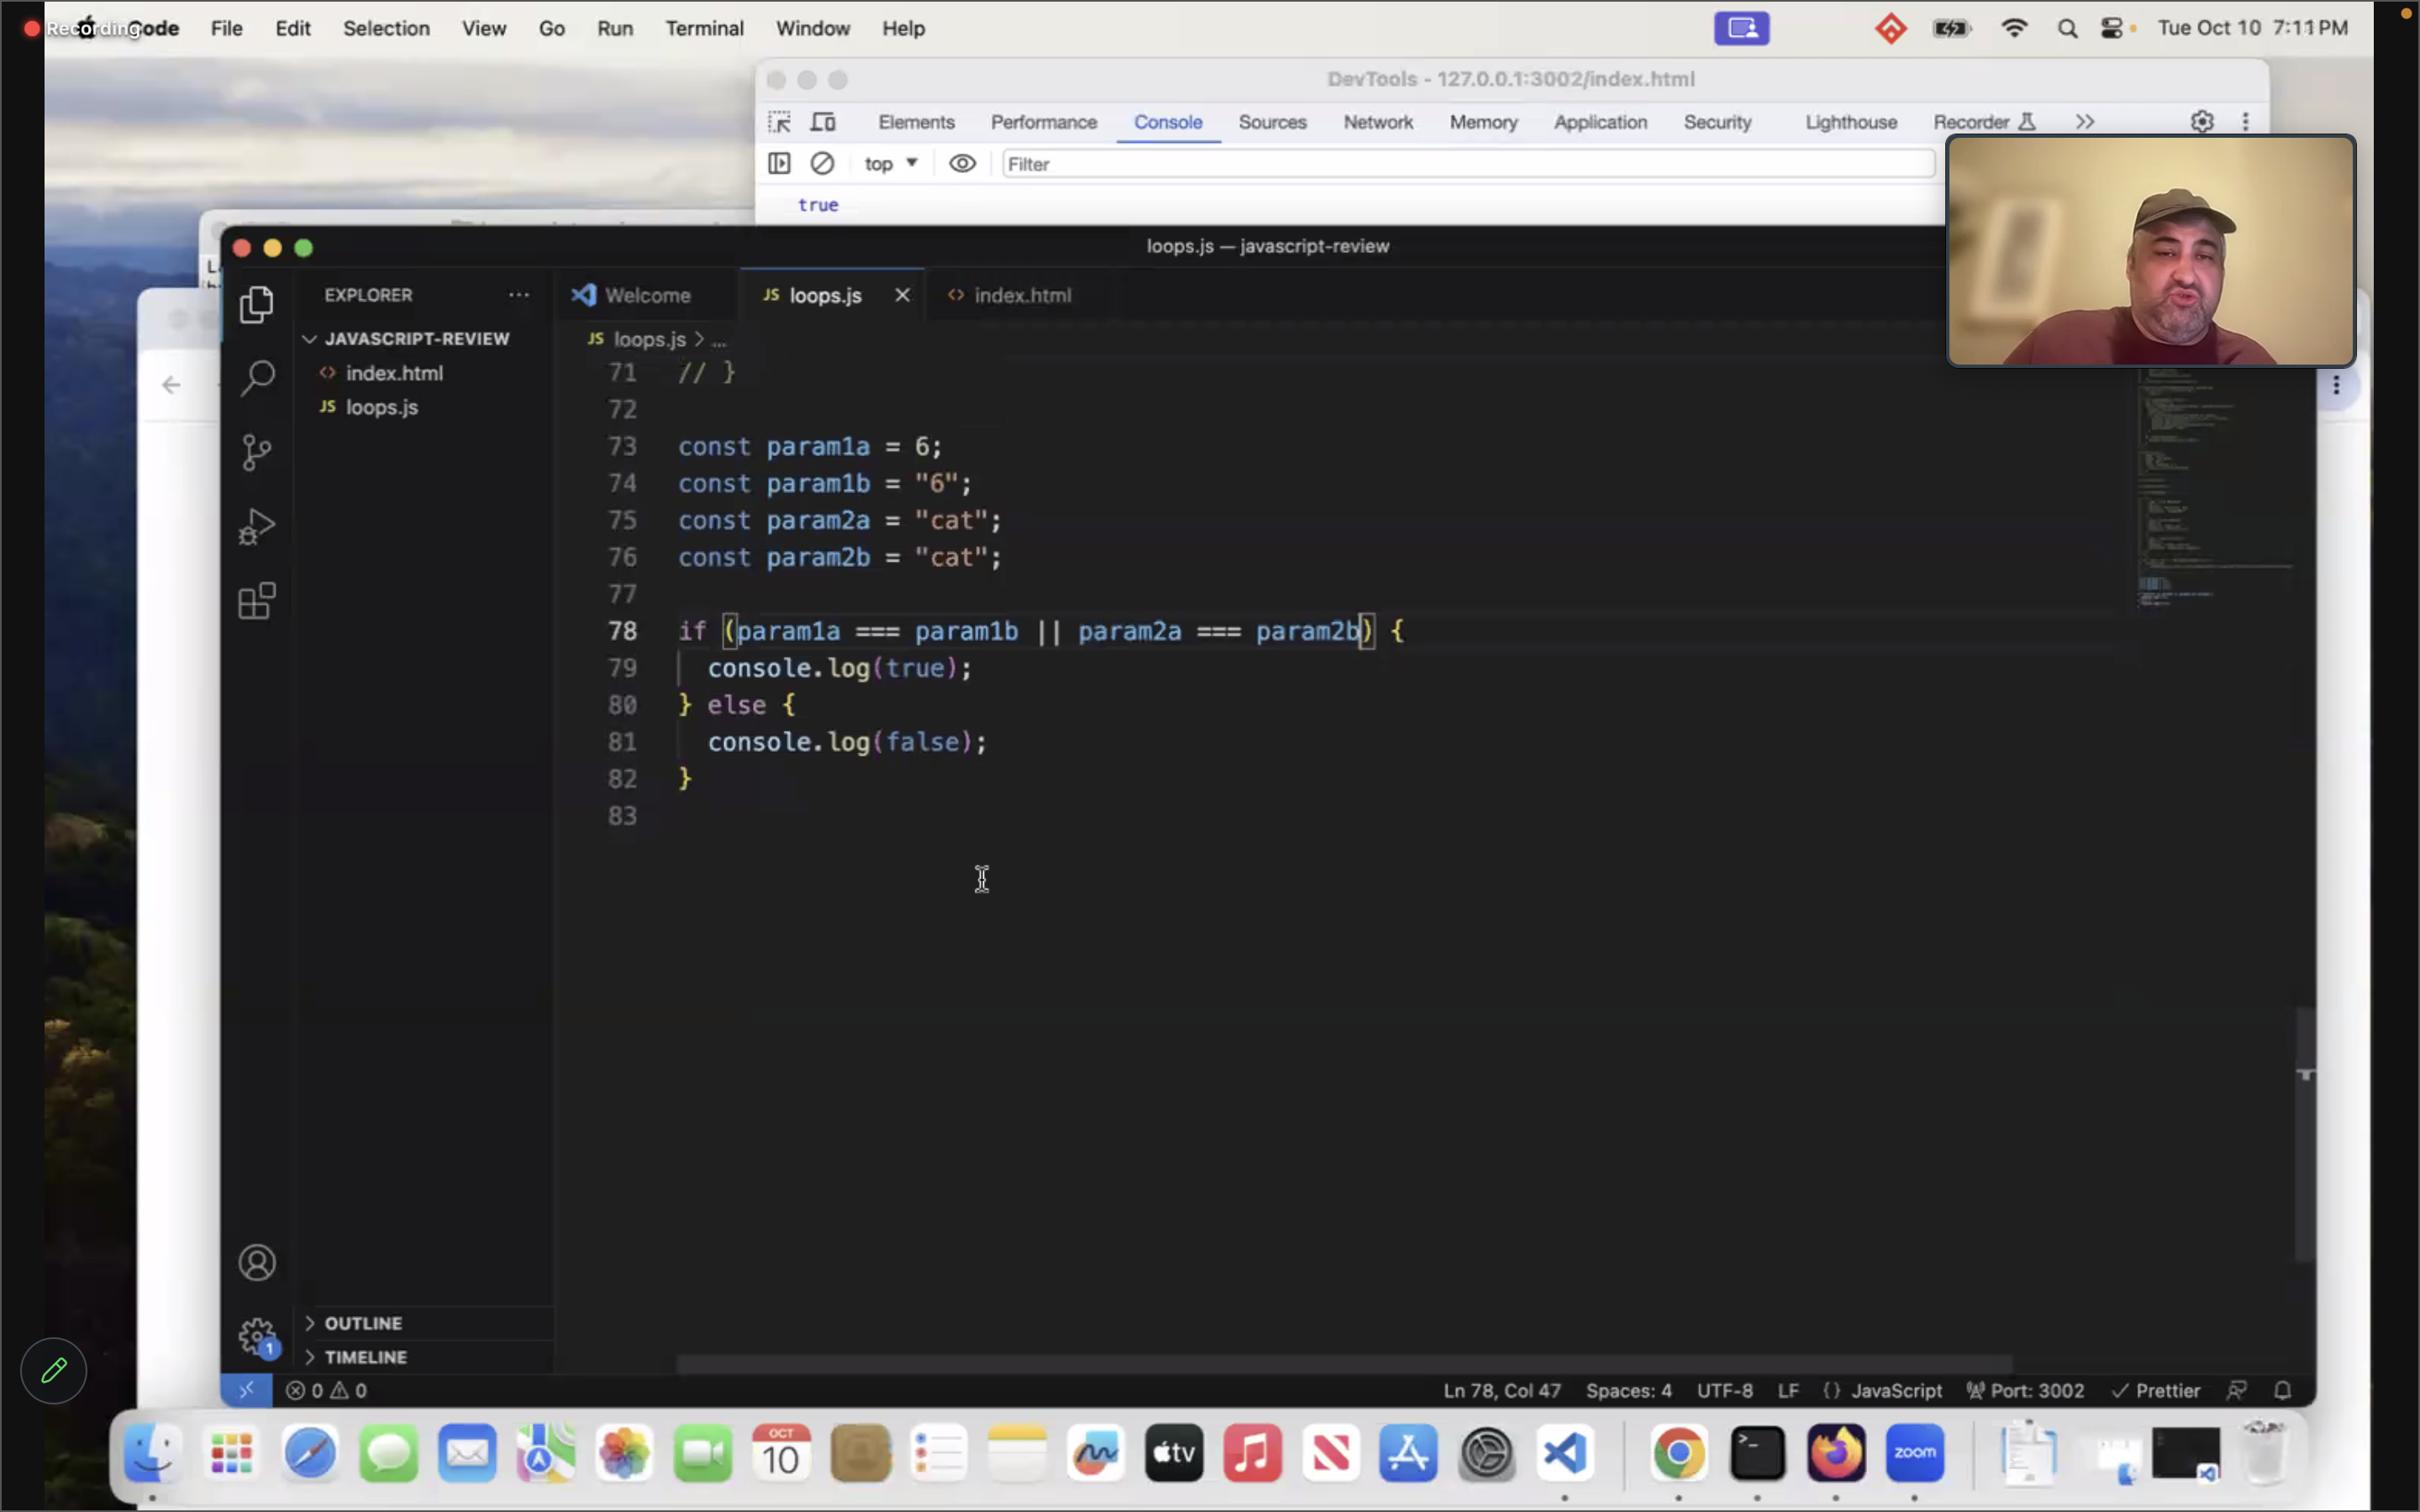 Recording
Code File Edit Selection View Go Run Terminal Window Help
Tue Oct 10 7:11 PM
DevTools - 127.0.0.1:3002/index.html
Elements Performance Console Sources Network Memory Application Security Lighthouse Recorder
top Filter
true
loops.js — javascript-review
EXPLORER ...
JAVASCRIPT-REVIEW
<> index.html
JS loops.js
Welcome
JS loops.js
<> index.html
JS loops.js > ...
71 // }
72
73 const param1a = 6;
74 const param1b = "6";
75 const param2a = "cat";
76 const param2b = "cat";
77
78 if (param1a === param1b || param2a === param2b) {
79 console.log(true);
80 } else {
81 console.log(false);
82 }
83
1
OUTLINE
TIMELINE
0 0
Ln 78, Col 47 Spaces: 4 UTF-8 LF {} JavaScript Port: 3002 Prettier
OCT
10
tv
zoom